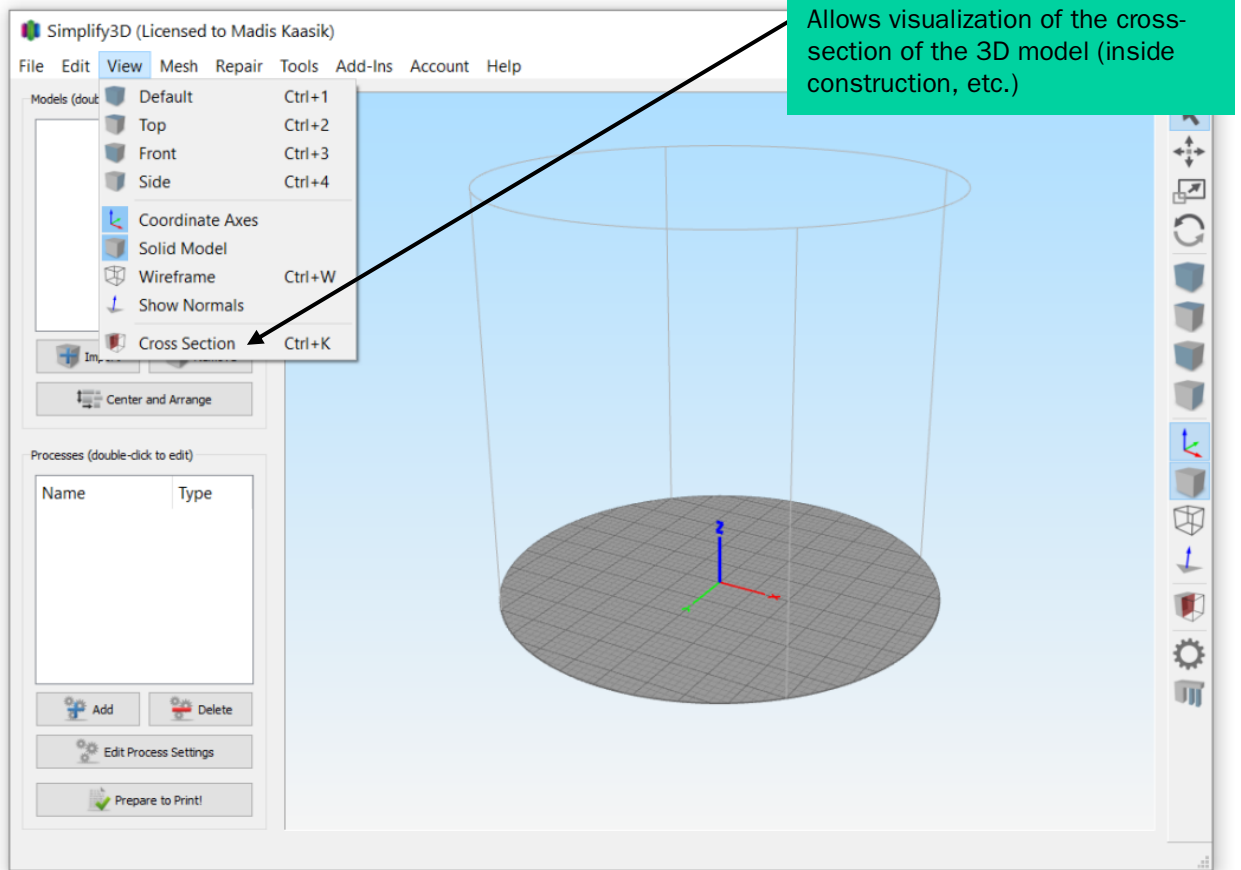 Simplify3D (Licensed to Madis Kaasik)
Allows visualization of the cross-
section of the 3D model (inside
construction, etc.)
File Edit View Mesh Repair Tools Add-Ins Account Help
Models (doub
Default Ctrl+1
Top Ctrl+2
Front Ctrl+3
Side Ctrl+4
Coordinate Axes
Solid Model
Wireframe Ctrl+W
Show Normals
Cross Section Ctrl+K
Center and Arrange
Processes (double-click to edit)
Name Type
Z
X
Add Delete
Edit Process Settings
Prepare to Print!